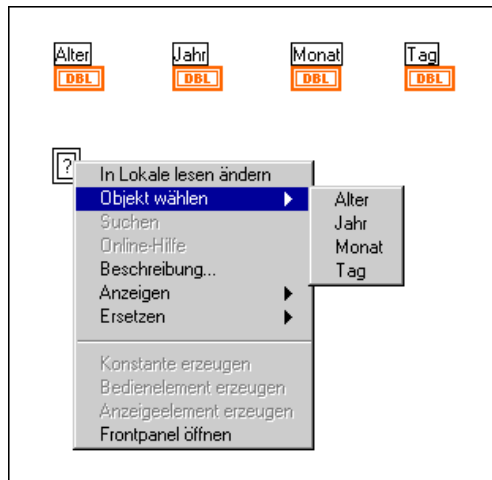 Alter Jahr Monat Tag
DBL DBL DBL DBL
?
In Lokale lesen ändern
Objekt wählen
Suchen
Online-Hilfe
Beschreibung...
Anzeigen
Ersetzen
Konstante erzeugen
Bedienelement erzeugen
Anzeigeelement erzeugen
Frontpanel öffnen
Alter
Jahr
Monat
Tag